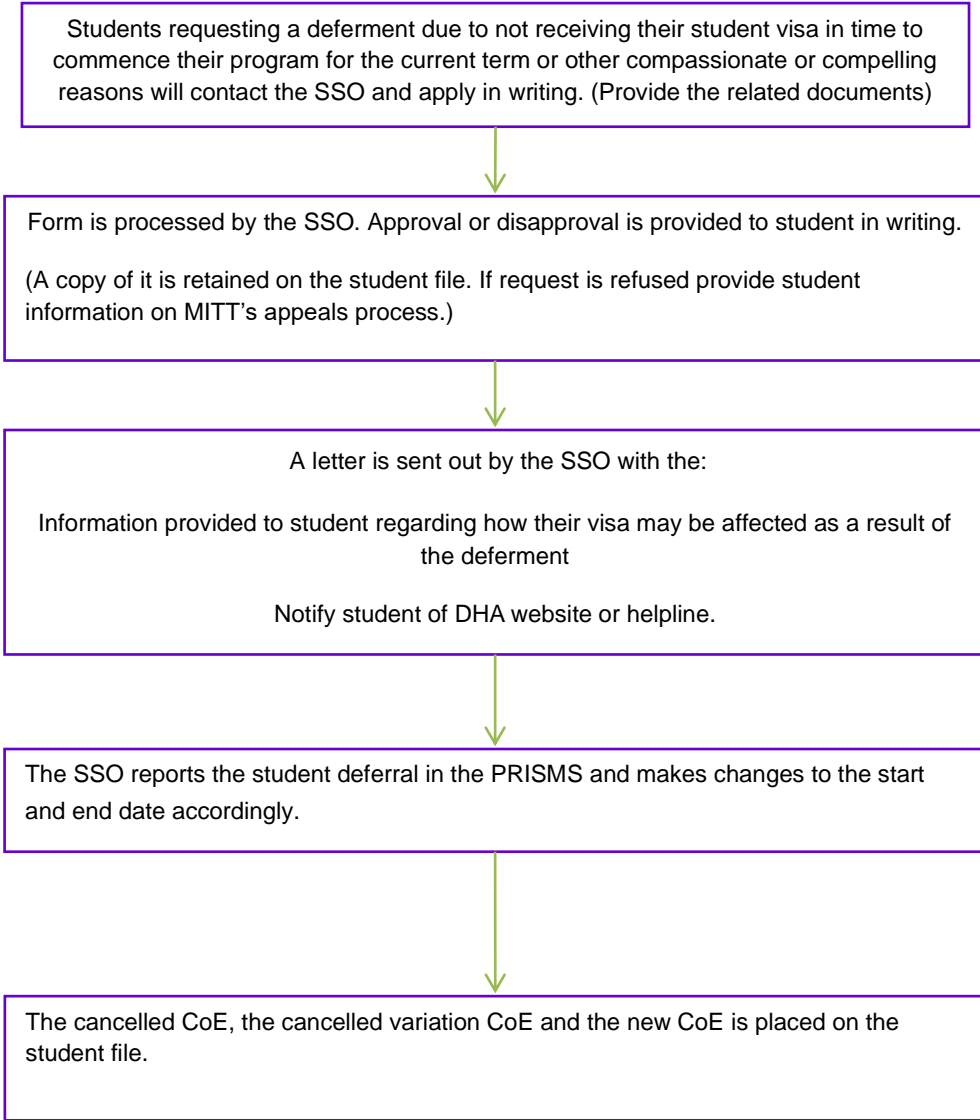 Students requesting a deferment due to not receiving their student visa in time to
commence their program for the current term or other compassionate or compelling
reasons will contact the SSO and apply in writing. (Provide the related documents)
Form is processed by the SSO. Approval or disapproval is provided to student in writing.
(A copy of it is retained on the student file. If request is refused provide student
information on MITT’s appeals process.)
A letter is sent out by the SSO with the:
Information provided to student regarding how their visa may be affected as a result of
the deferment
Notify student of DHA website or helpline.
The SSO reports the student deferral in the PRISMS and makes changes to the start
and end date accordingly.
The cancelled CoE, the cancelled variation CoE and the new CoE is placed on the
student file.